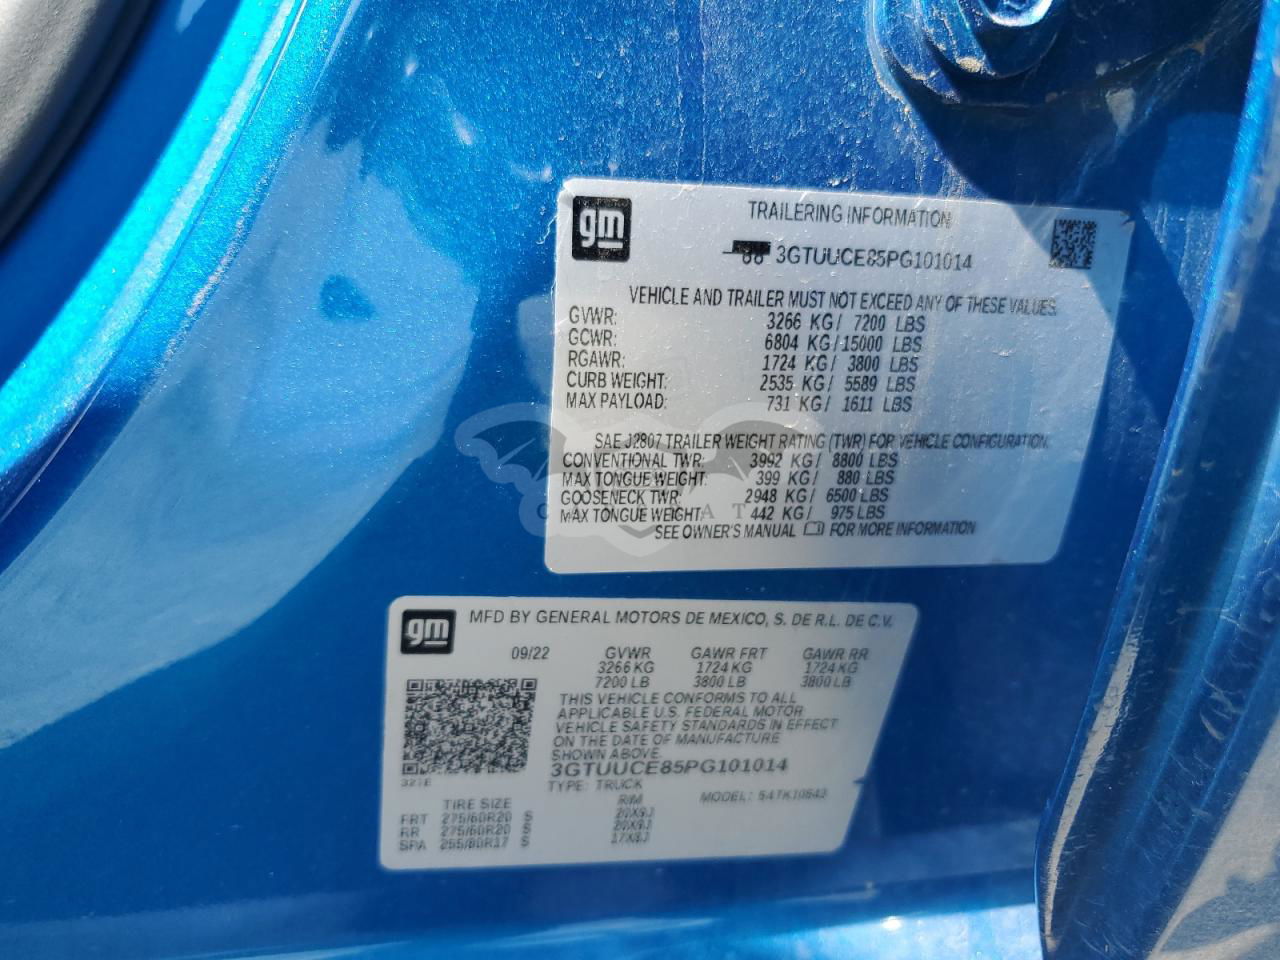 gm
TRAILERING INFORMATION
3GTUUCE85PG101014
VEHICLE AND TRAILER MUST NOT EXCEED ANY OF THESE VALUES.
GVWR: 3266 KG/ 7200 LBS
GCWR: 6804 KG/15000 LBS
RGAWR: 1724 KG/ 3800 LBS
CURB WEIGHT: 2535 KG/ 5589 LBS
MAX PAYLOAD: 731 KG/ 1611 LBS
SAE J2807 TRAILER WEIGHT RATING (TWR) FOR VEHICLE CONFIGURATION.
CONVENTIONAL TWR: 3992 KG/ 8800 LBS
MAX TONGUE WEIGHT: 399 KG/ 880 LBS
GOOSENECK TWR: 2948 KG/ 6500 LBS
MAX TONGUE WEIGHT: 442 KG/ 975 LBS
SEE OWNER'S MANUAL FOR MORE INFORMATION
gm
MFD BY GENERAL MOTORS DE MEXICO, S. DE R.L. DE C.V.
09/22 GVWR GAWR FRT GAWR RR
3266 KG 1724 KG 1724 KG
7200 LB 3800 LB 3800 LB
THIS VEHICLE CONFORMS TO ALL
APPLICABLE U.S. FEDERAL MOTOR
VEHICLE SAFETY STANDARDS IN EFFECT
ON THE DATE OF MANUFACTURE
SHOWN ABOVE.
3GTUUCE85PG101014
321E
TYPE: TRUCK
MODEL: 54TK10543
TIRE SIZE RIM
FRT 275/60R20 S 20X9J
RR 275/60R20 S 20X9J
SPA 255/80R17 S 17X8J